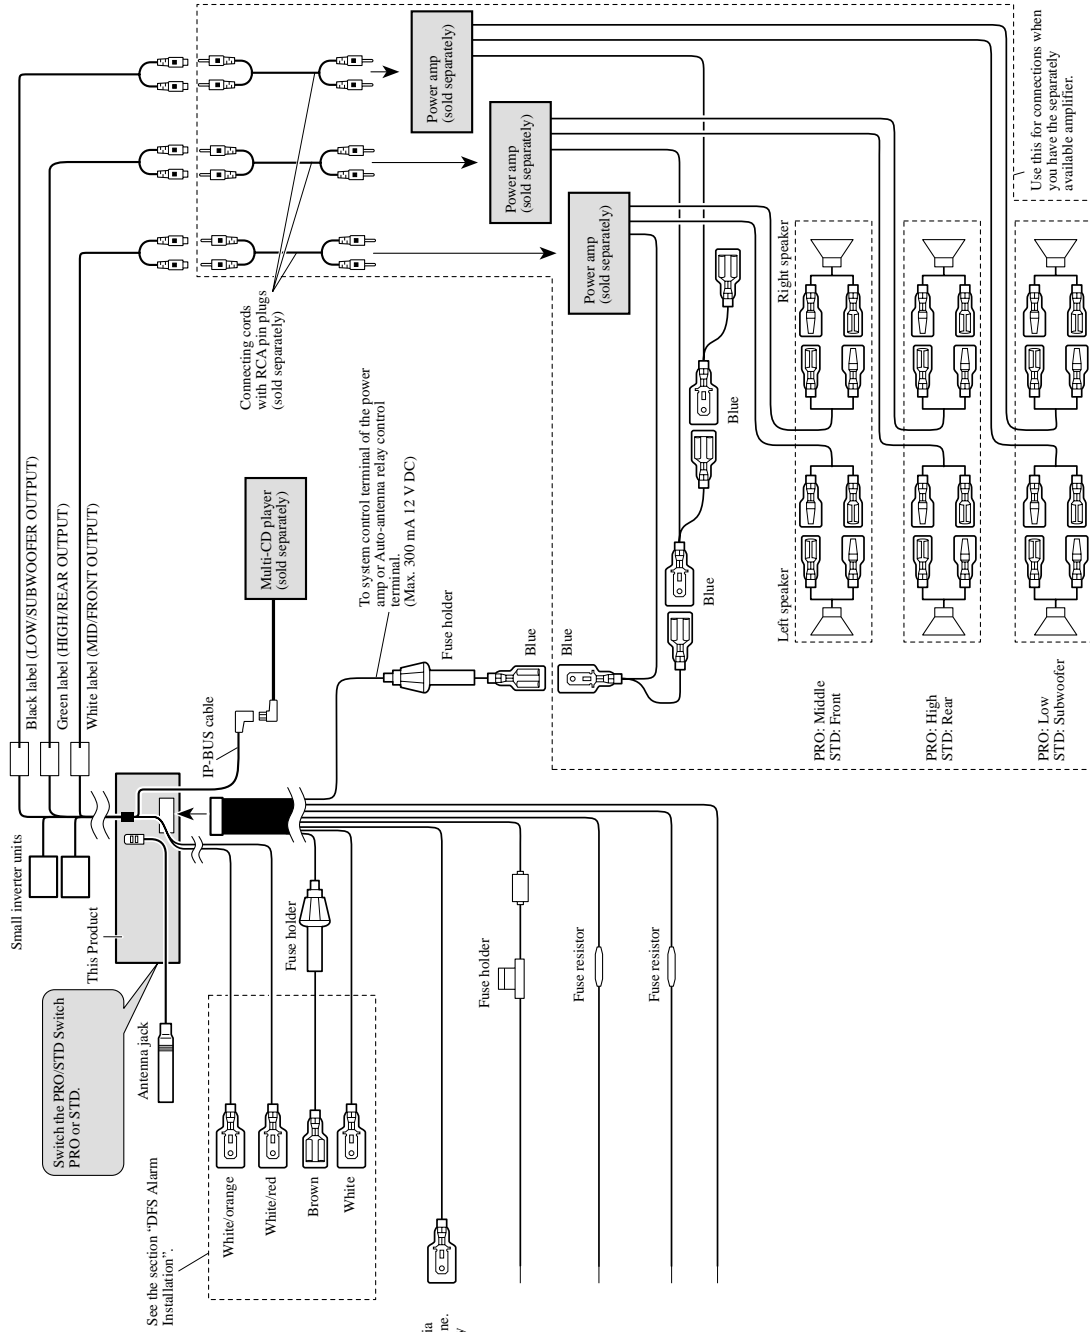 Small inverter units
Black label (LOW/SUBWOOFER OUTPUT)
Green label (HIGH/REAR OUTPUT)
White label (MID/FRONT OUTPUT)
Switch the PRO/STD Switch
PRO or STD.
This Product
Antenna jack
IP-BUS cable
Multi-CD player
(sold separately)
Connecting cords
with RCA pin plugs
(sold separately)
Power amp
(sold separately)
Power amp
(sold separately)
Power amp
(sold separately)
Use this for connections when
you have the separately
available amplifier.
See the section “DFS Alarm
Installation”.
White/orange
White/red
Brown
White
Fuse holder
To system control terminal of the power
amp or Auto-antenna relay control
terminal.
(Max. 300 mA 12 V DC)
Fuse holder
Blue
Blue
Blue
Blue
Fuse holder
Fuse resistor
Fuse resistor
Left speaker
Right speaker
PRO: Middle
STD: Front
PRO: High
STD: Rear
PRO: Low
STD: Subwoofer
ia
ne.